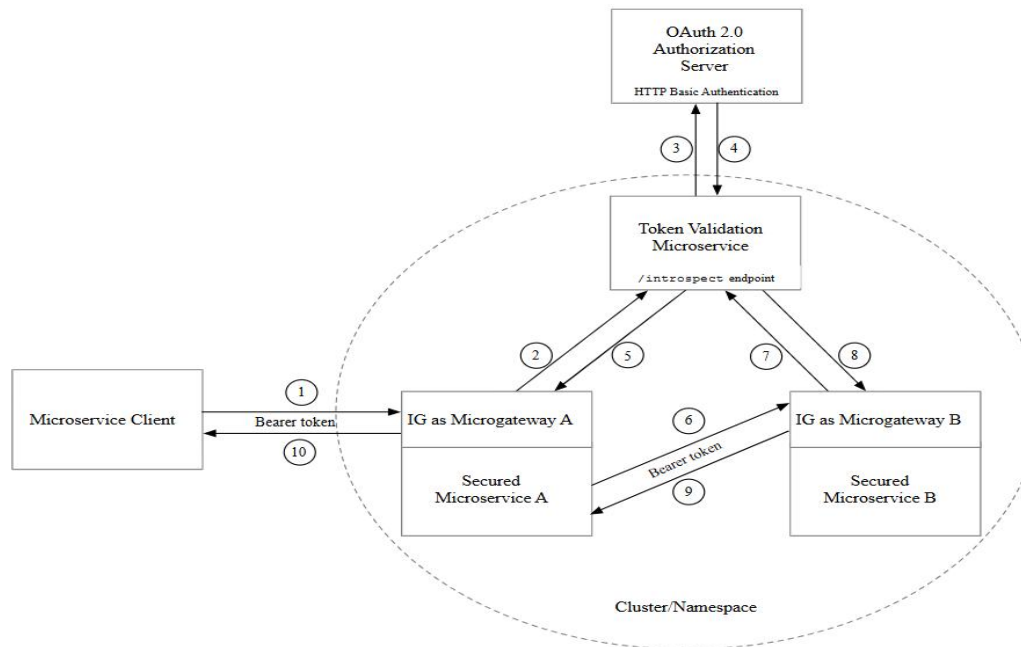 OAuth 2.0
Authorization
Server
HTTP Basic Authentication
3
4
Token Validation
Microservice
/introspect endpoint
2
5
7
8
Microservice Client
1
Bearer token
10
IG as Microgateway A
Secured
Microservice A
6
Bearer token
9
IG as Microgateway B
Secured
Microservice B
Cluster/Namespace